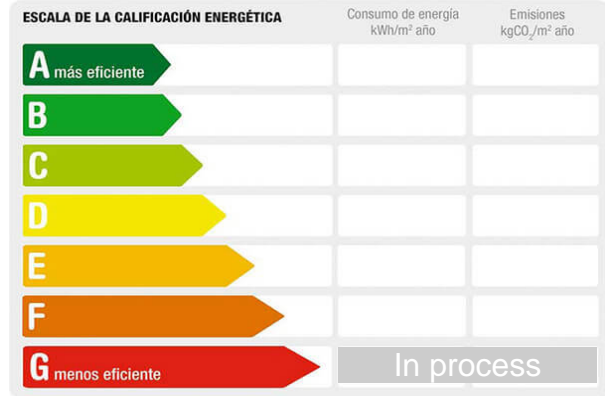 ESCALA DE LA CALIFICACIÓN ENERGÉTICA
Consumo de energía
kWh/m² año
Emisiones
kgCO₂/m² año
A más eficiente
B
C
D
E
F
G menos eficiente
In process